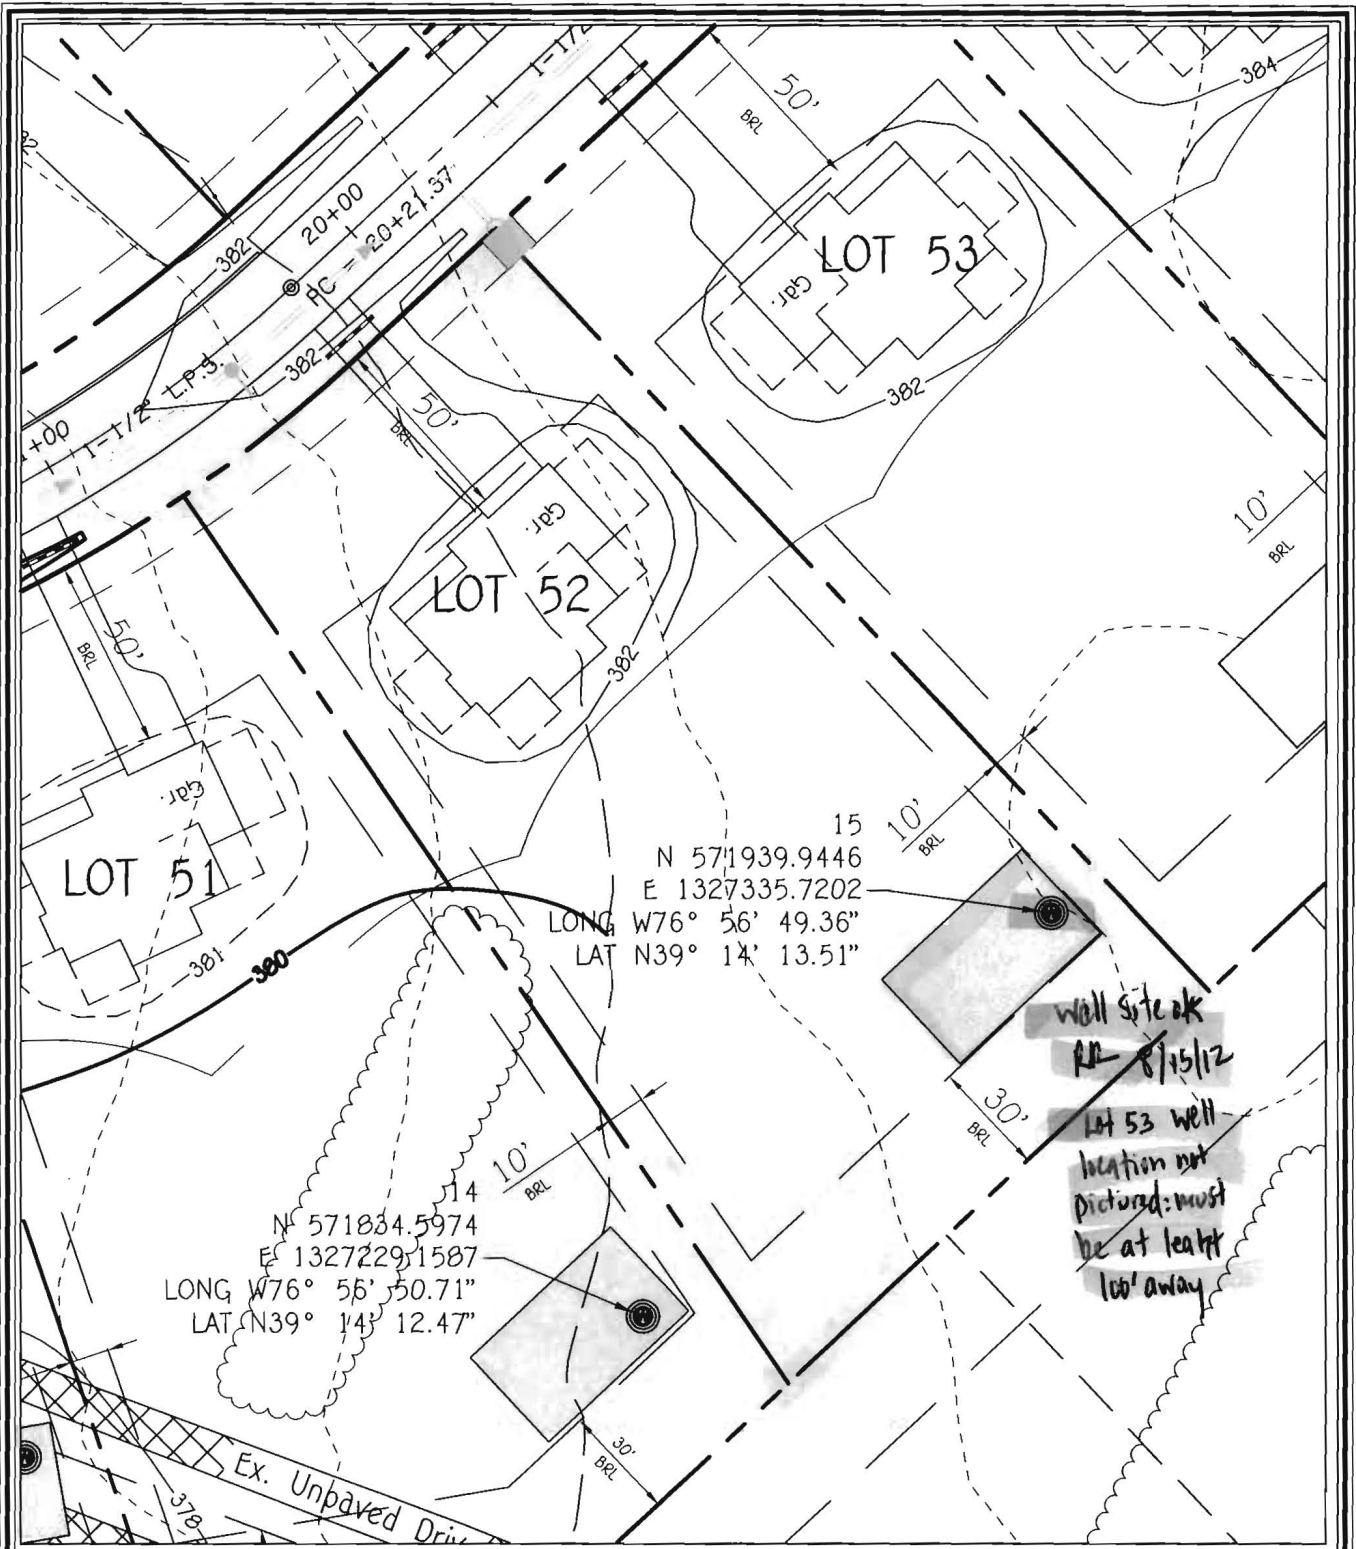 1-1/2
50'
BRL
384
LOT 53
Gar.
382
20+00
PC = 20+21.37
382
382
L.P.S.
1-1/2"
1+00
50'
BRL
382
Gar.
LOT 52
382
10'
BRL
50'
BRL
Gar.
LOT 51
381
380
15
N 571939.9446
E 1327335.7202
LONG W76° 56' 49.36"
LAT N39° 14' 13.51"
10'
BRL
well site ok
RR 8/15/12
Lot 53 well
location not
pictured: must
be at leaht
100' away
30'
BRL
10'
BRL
14
N 571834.5974
E 1327229.1587
LONG W76° 56' 50.71"
LAT N39° 14' 12.47"
30'
BRL
Ex. Unpaved Driv
378